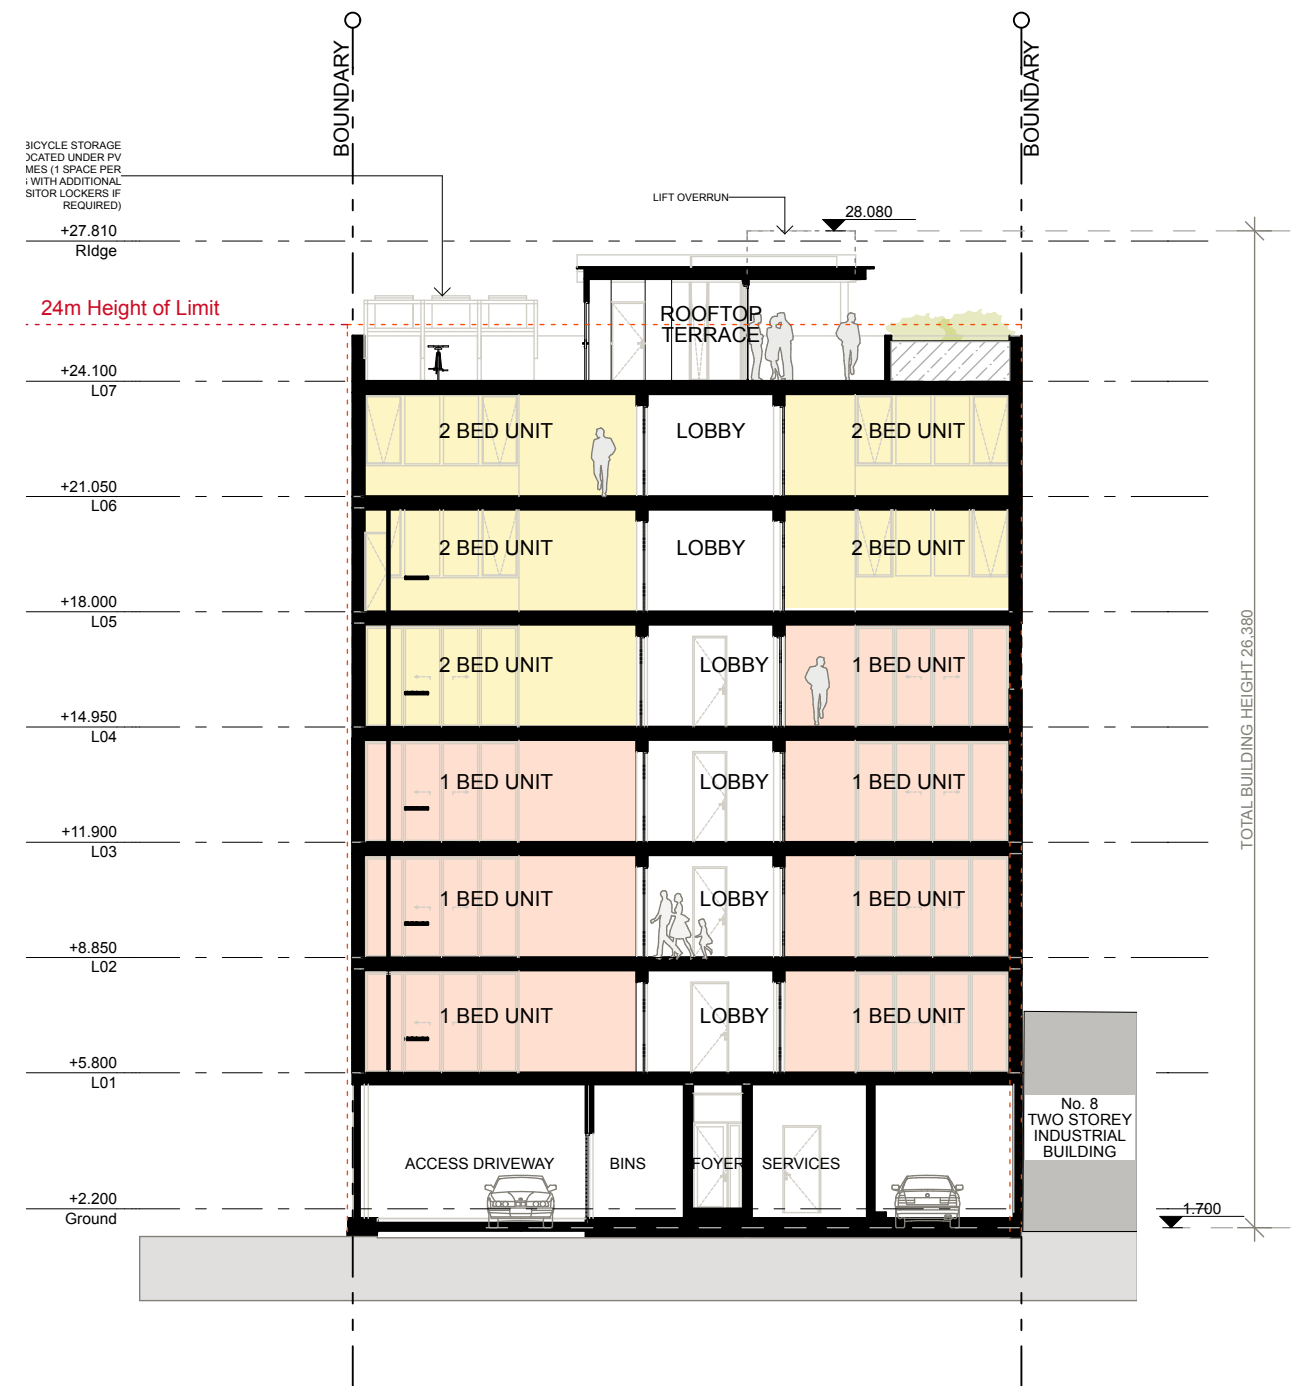 BOUNDARY
BOUNDARY
BICYCLE STORAGE
OCATED UNDER PV
MES (1 SPACE PER
WITH ADDITIONAL
SITOR LOCKERS IF
REQUIRED)
LIFT OVERRUN
28.080
+27.810
RIdge
24m Height of Limit
ROOFTOP
TERRACE
+24.100
L07
2 BED UNIT
LOBBY
2 BED UNIT
+21.050
L06
2 BED UNIT
LOBBY
2 BED UNIT
+18.000
L05
2 BED UNIT
LOBBY
1 BED UNIT
TOTAL BUILDING HEIGHT 26.380
+14.950
L04
1 BED UNIT
LOBBY
1 BED UNIT
+11.900
L03
1 BED UNIT
LOBBY
1 BED UNIT
+8.850
L02
1 BED UNIT
LOBBY
1 BED UNIT
+5.800
L01
No. 8
TWO STOREY
INDUSTRIAL
BUILDING
ACCESS DRIVEWAY
BINS
FOYER
SERVICES
+2.200
Ground
1.700